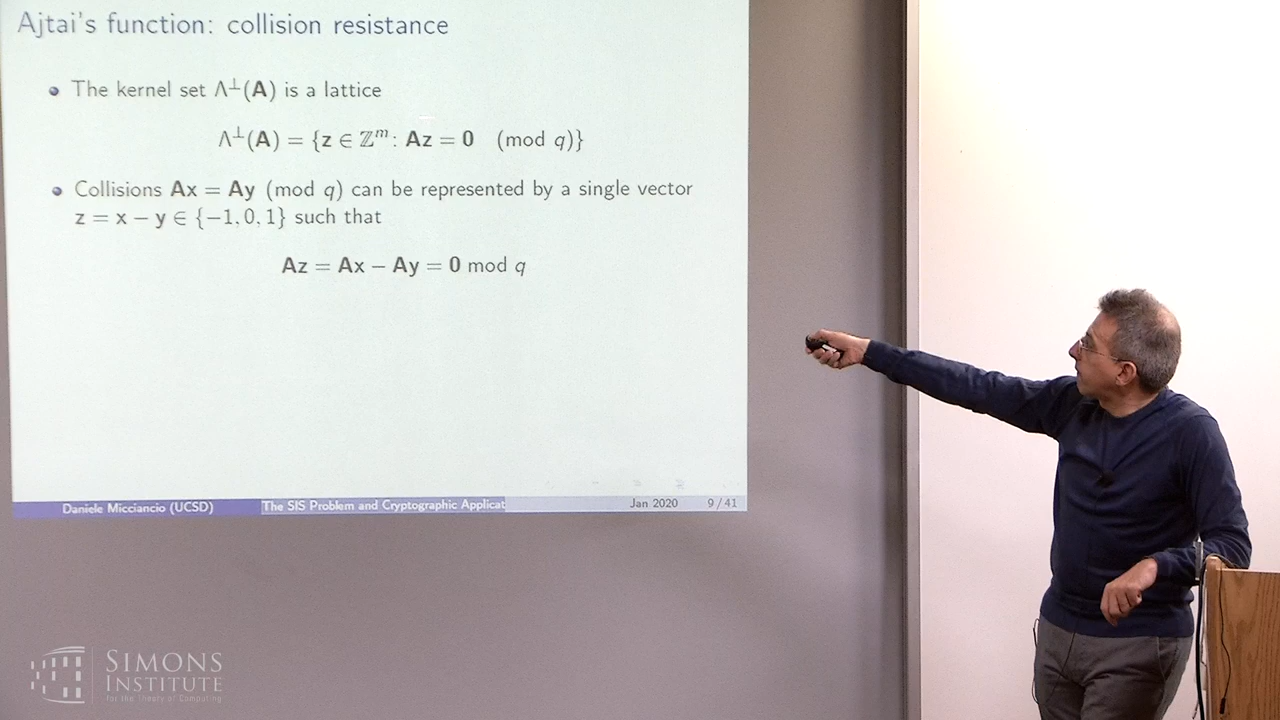 Ajtai's function: collision resistance
The kernel set Λ⊥(A) is a lattice
Λ⊥(A) = {z ∈ ℤᵐ: Az = 0 (mod q)}
Collisions Ax = Ay (mod q) can be represented by a single vector
z = x − y ∈ {−1, 0, 1} such that
Az = Ax − Ay = 0 mod q
Daniele Micciancio (UCSD) The SIS Problem and Cryptographic Applicat Jan 2020 9 / 41
SIMONS
INSTITUTE
for the Theory of Computing